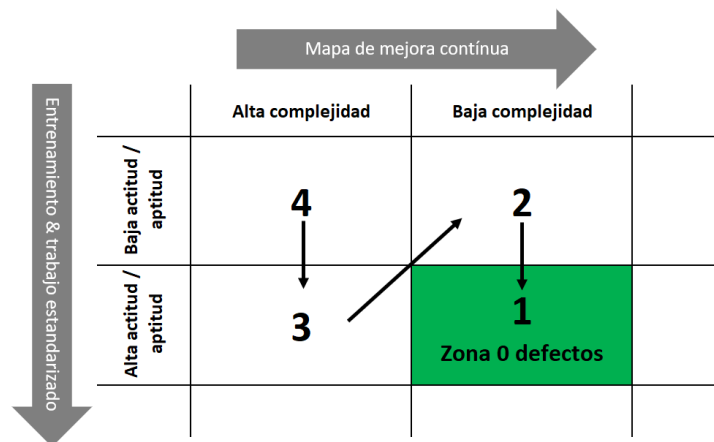 Mapa de mejora contínua
Entrenamiento & trabajo estandarizado
Alta complejidad
Baja complejidad
Baja actitud /
aptitud
4
2
Alta actitud /
aptitud
3
1
Zona 0 defectos